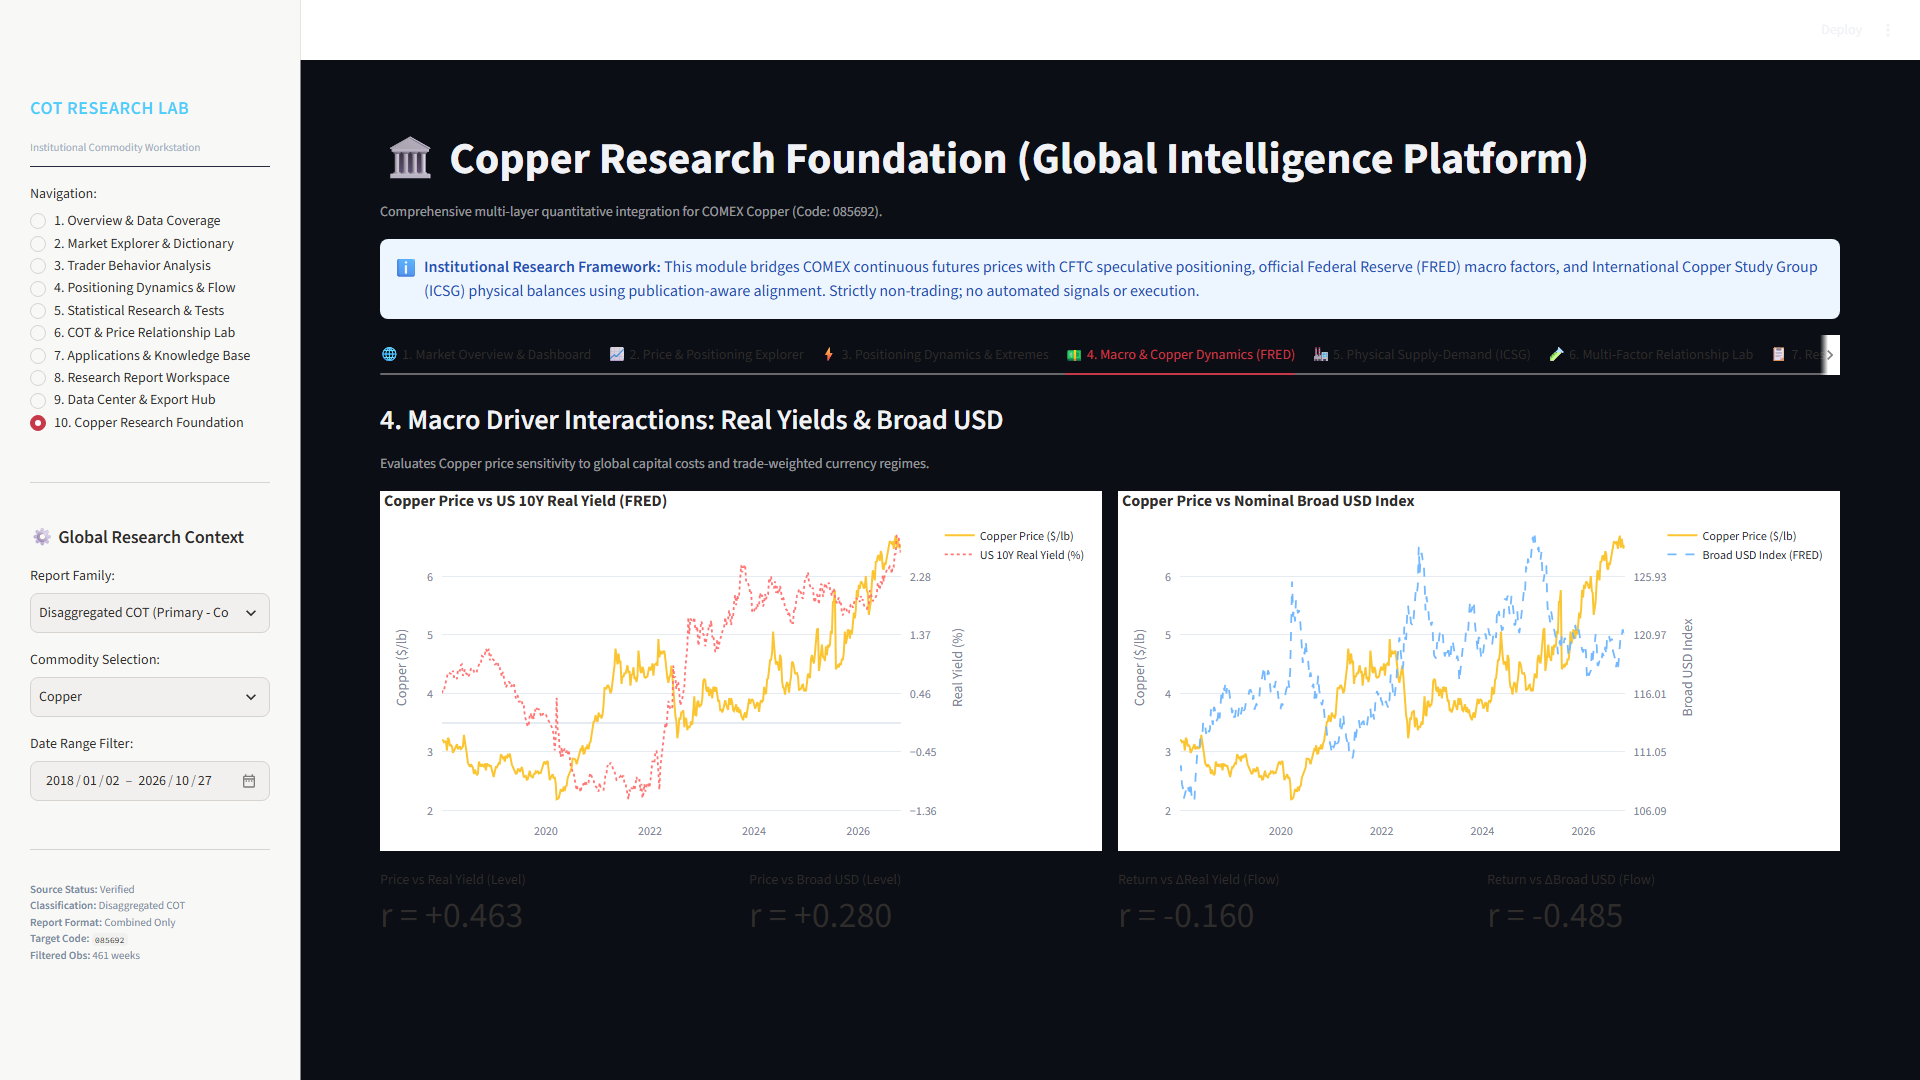 Deploy
COT RESEARCH LAB
Institutional Commodity Workstation
Navigation:
1. Overview & Data Coverage
2. Market Explorer & Dictionary
3. Trader Behavior Analysis
4. Positioning Dynamics & Flow
5. Statistical Research & Tests
6. COT & Price Relationship Lab
7. Applications & Knowledge Base
8. Research Report Workspace
9. Data Center & Export Hub
10. Copper Research Foundation
Global Research Context
Report Family:
Disaggregated COT (Primary - Co
Commodity Selection:
Copper
Date Range Filter:
2018 / 01 / 02 – 2026 / 10 / 27
Source Status: Verified
Classification: Disaggregated COT
Report Format: Combined Only
Target Code: 085692
Filtered Obs: 461 weeks
Copper Research Foundation (Global Intelligence Platform)
Comprehensive multi-layer quantitative integration for COMEX Copper (Code: 085692).
Institutional Research Framework: This module bridges COMEX continuous futures prices with CFTC speculative positioning, official Federal Reserve (FRED) macro factors, and International Copper Study Group
(ICSG) physical balances using publication-aware alignment. Strictly non-trading; no automated signals or execution.
1. Market Overview & Dashboard 2. Price & Positioning Explorer 3. Positioning Dynamics & Extremes 4. Macro & Copper Dynamics (FRED) 5. Physical Supply-Demand (ICSG) 6. Multi-Factor Relationship Lab 7. Re
4. Macro Driver Interactions: Real Yields & Broad USD
Evaluates Copper price sensitivity to global capital costs and trade-weighted currency regimes.
Copper Price vs US 10Y Real Yield (FRED)
Copper Price ($/lb)
US 10Y Real Yield (%)
6 2.28
5 1.37
4 0.46
3 −0.45
2 −1.36
Copper ($/lb)
Real Yield (%)
2020 2022 2024 2026
Copper Price vs Nominal Broad USD Index
Copper Price ($/lb)
Broad USD Index (FRED)
6 125.93
5 120.97
4 116.01
3 111.05
2 106.09
Copper ($/lb)
Broad USD Index
2020 2022 2024 2026
Price vs Real Yield (Level)
r = +0.463
Price vs Broad USD (Level)
r = +0.280
Return vs ΔReal Yield (Flow)
r = -0.160
Return vs ΔBroad USD (Flow)
r = -0.485